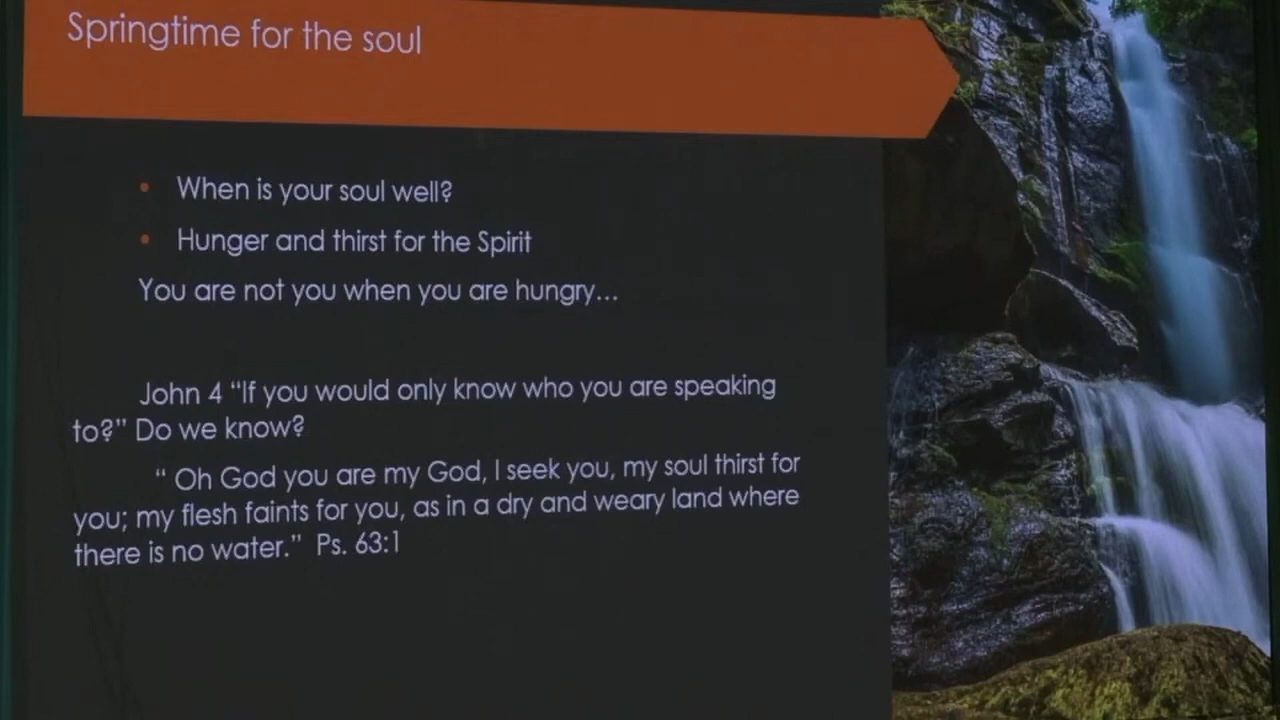 Springtime for the soul
• When is your soul well?
• Hunger and thirst for the Spirit
You are not you when you are hungry…
John 4 “If you would only know who you are speaking
to?” Do we know?
“ Oh God you are my God, I seek you, my soul thirst for
you; my flesh faints for you, as in a dry and weary land where
there is no water.” Ps. 63:1